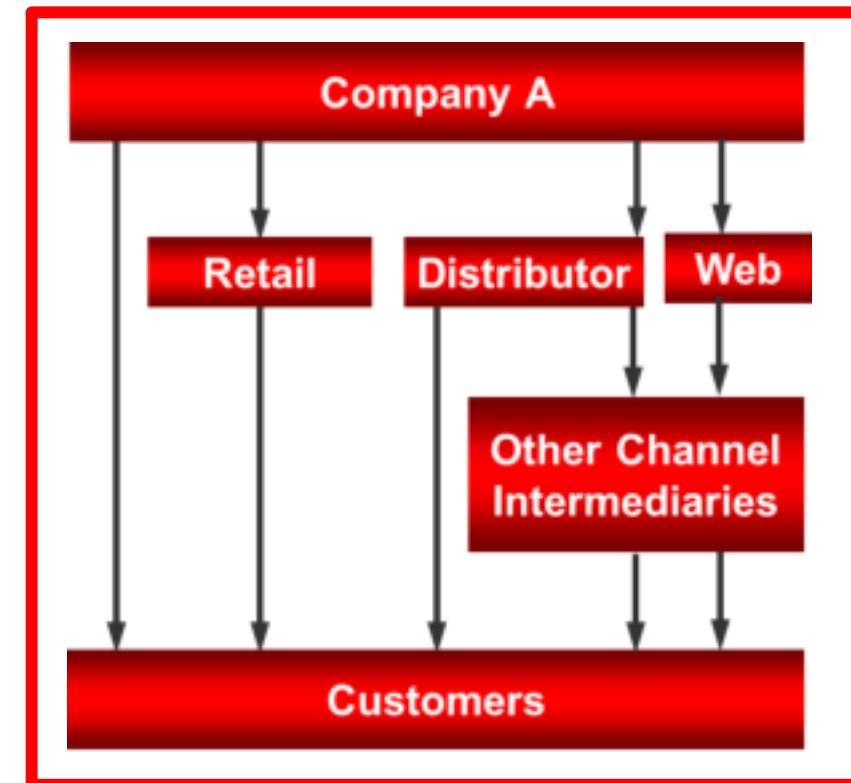 Company A
Retail
Distributor
Web
Other Channel
Intermediaries
Customers